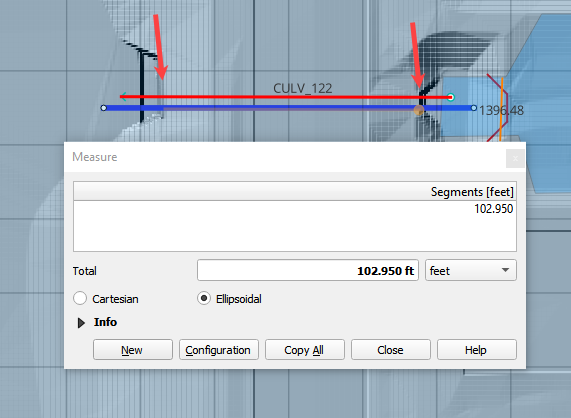 CULV_122
1396.48
Measure
Segments [feet]
102.950
Total
102.950 ft
feet
Cartesian
Ellipsoidal
Info
New
Configuration
Copy All
Close
Help